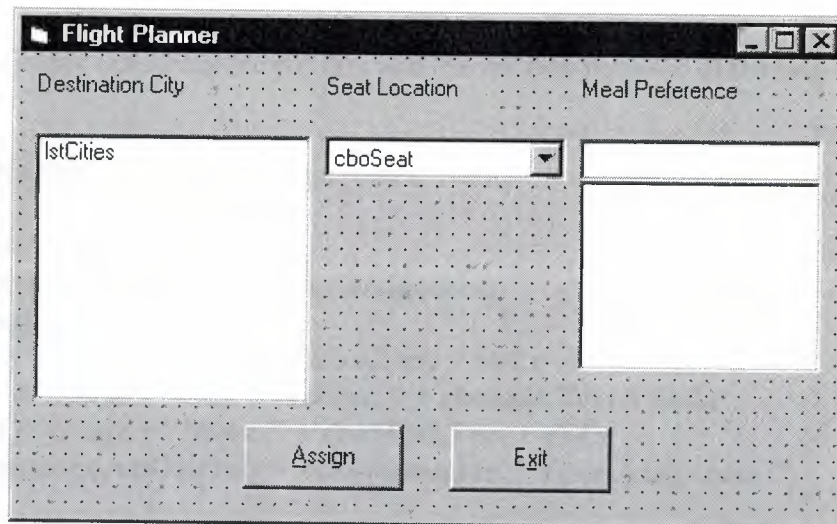 Flight Planner
Destination City Seat Location Meal Preference
lstCities cboSeat
Assign Exit